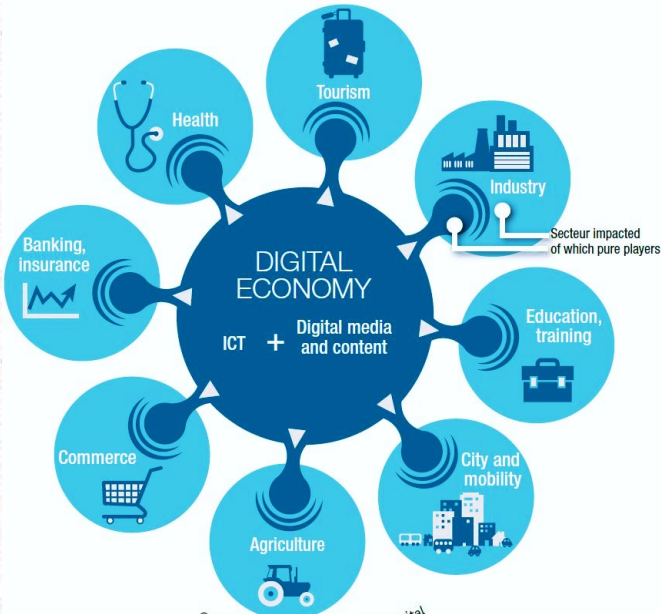 Tourism
Health
Industry
Secteur impacted
of which pure players
Banking,
insurance
DIGITAL
ECONOMY
ICT + Digital media
and content
Education,
training
Commerce
City and
mobility
Agriculture